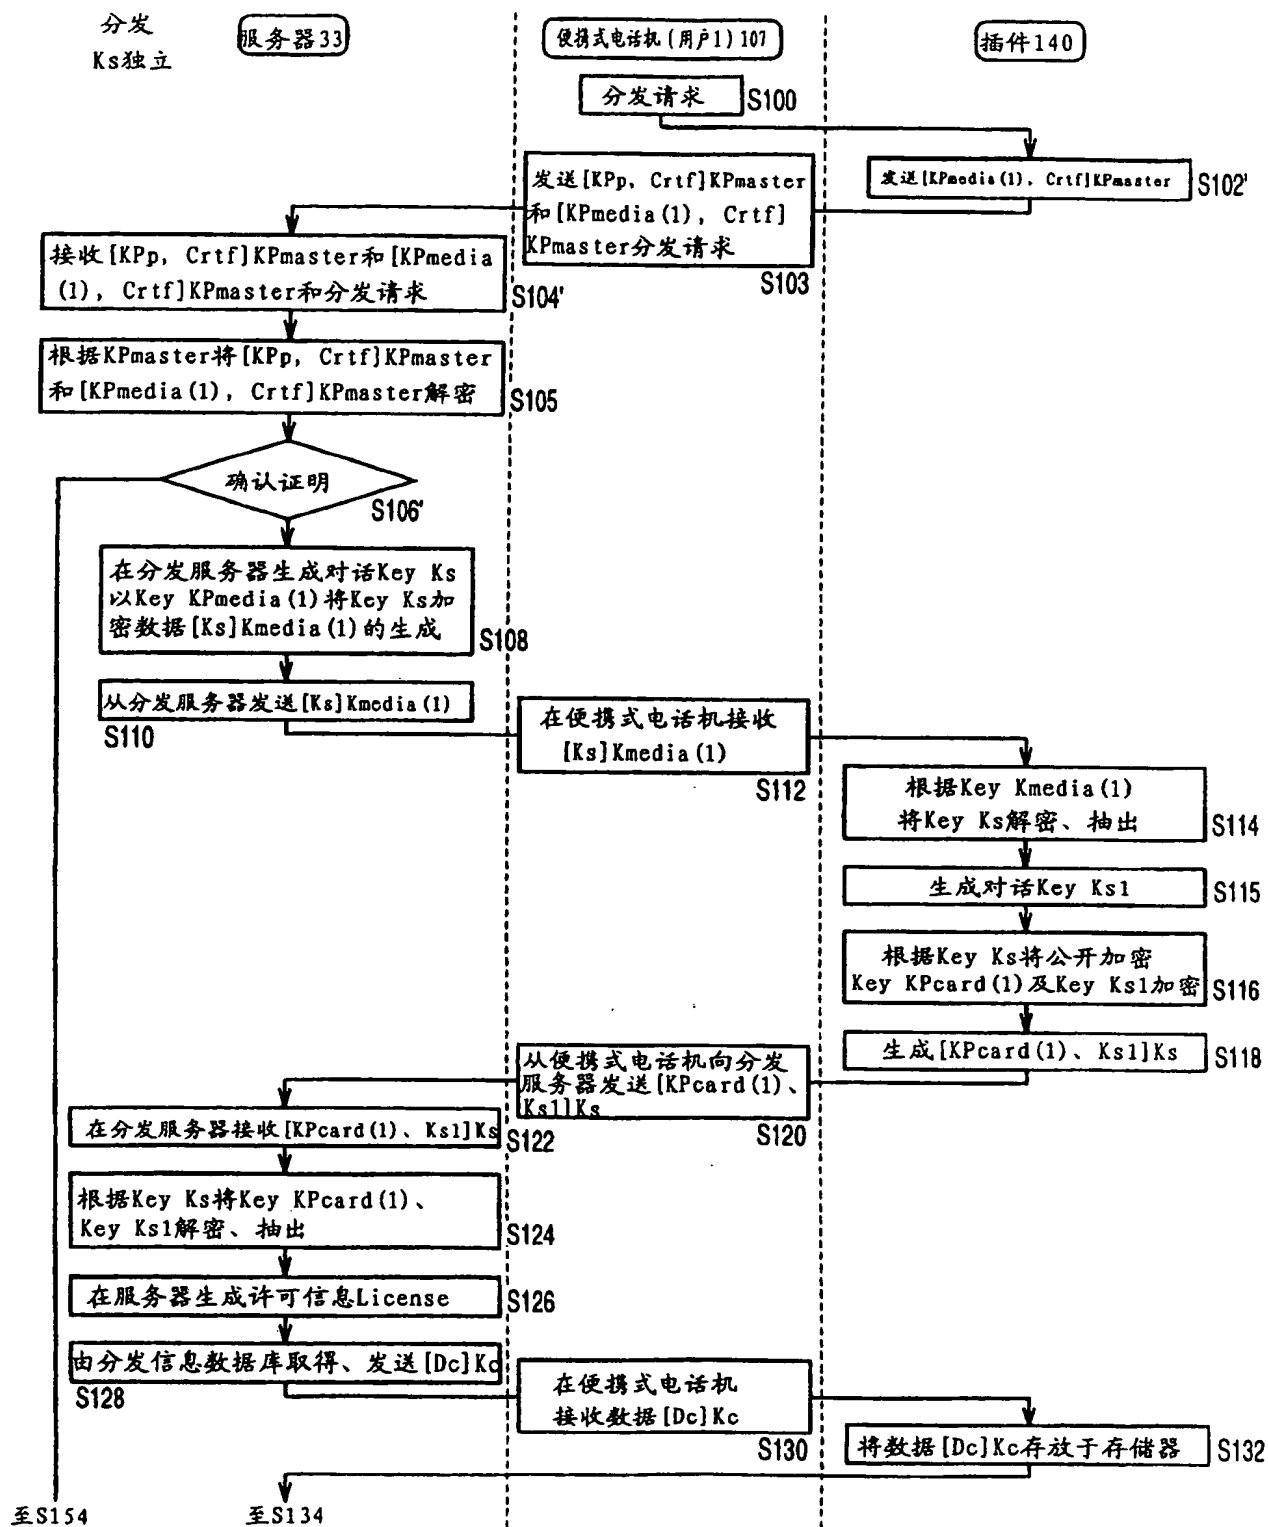 分发
Ks独立
服务器33
便携式电话机(用户1)107
插件140
分发请求
S100
发送[KPmedia(1), Crtf]KPmaster
S102'
发送[KPp, Crtf]KPmaster
和[KPmedia(1), Crtf]
KPmaster分发请求
S103
接收[KPp, Crtf]KPmaster和[KPmedia
(1), Crtf]KPmaster和分发请求
S104'
根据KPmaster将[KPp, Crtf]KPmaster
和[KPmedia(1), Crtf]KPmaster解密
S105
确认证明
S106'
在分发服务器生成对话Key Ks
以Key KPmedia(1)将Key Ks加
密数据[Ks]Kmedia(1)的生成
S108
从分发服务器发送[Ks]Kmedia(1)
S110
在便携式电话机接收
[Ks]Kmedia(1)
S112
根据Key Kmedia(1)
将Key Ks解密、抽出
S114
生成对话Key Ks1
S115
根据Key Ks将公开加密
Key KPcard(1)及Key Ks1加密
S116
生成[KPcard(1)、Ks1]Ks
S118
从便携式电话机向分发
服务器发送[KPcard(1)、
Ks1]Ks
S120
在分发服务器接收[KPcard(1)、Ks1]Ks
S122
根据Key Ks将Key KPcard(1)、
Key Ks1解密、抽出
S124
在服务器生成许可信息License
S126
由分发信息数据库取得、发送[Dc]Kc
S128
在便携式电话机
接收数据[Dc]Kc
S130
将数据[Dc]Kc存放于存储器
S132
至S154
至S134